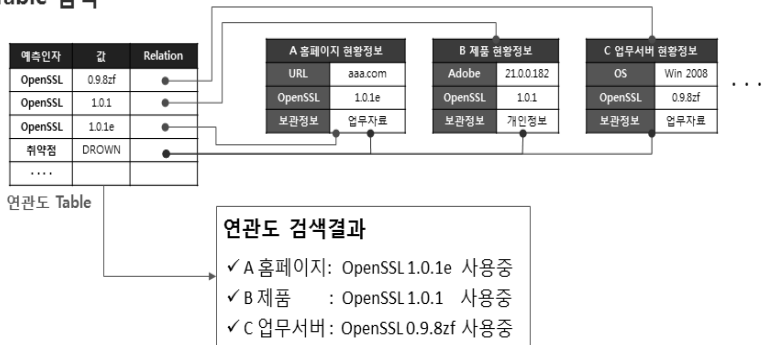 예측인자 값 Relation
OpenSSL 0.9.8zf
OpenSSL 1.0.1
OpenSSL 1.0.1e
취약점 DROWN
....
연관도 Table
A 홈페이지 현황정보
URL aaa.com
OpenSSL 1.0.1e
보관정보 업무자료
B 제품 현황정보
Adobe 21.0.0.182
OpenSSL 1.0.1
보관정보 개인정보
C 업무서버 현황정보
OS Win 2008
OpenSSL 0.9.8zf
보관정보 업무자료
...
연관도 검색결과
✓ A 홈페이지: OpenSSL 1.0.1e 사용중
✓ B 제품 : OpenSSL 1.0.1 사용중
✓ C 업무서버 : OpenSSL 0.9.8zf 사용중